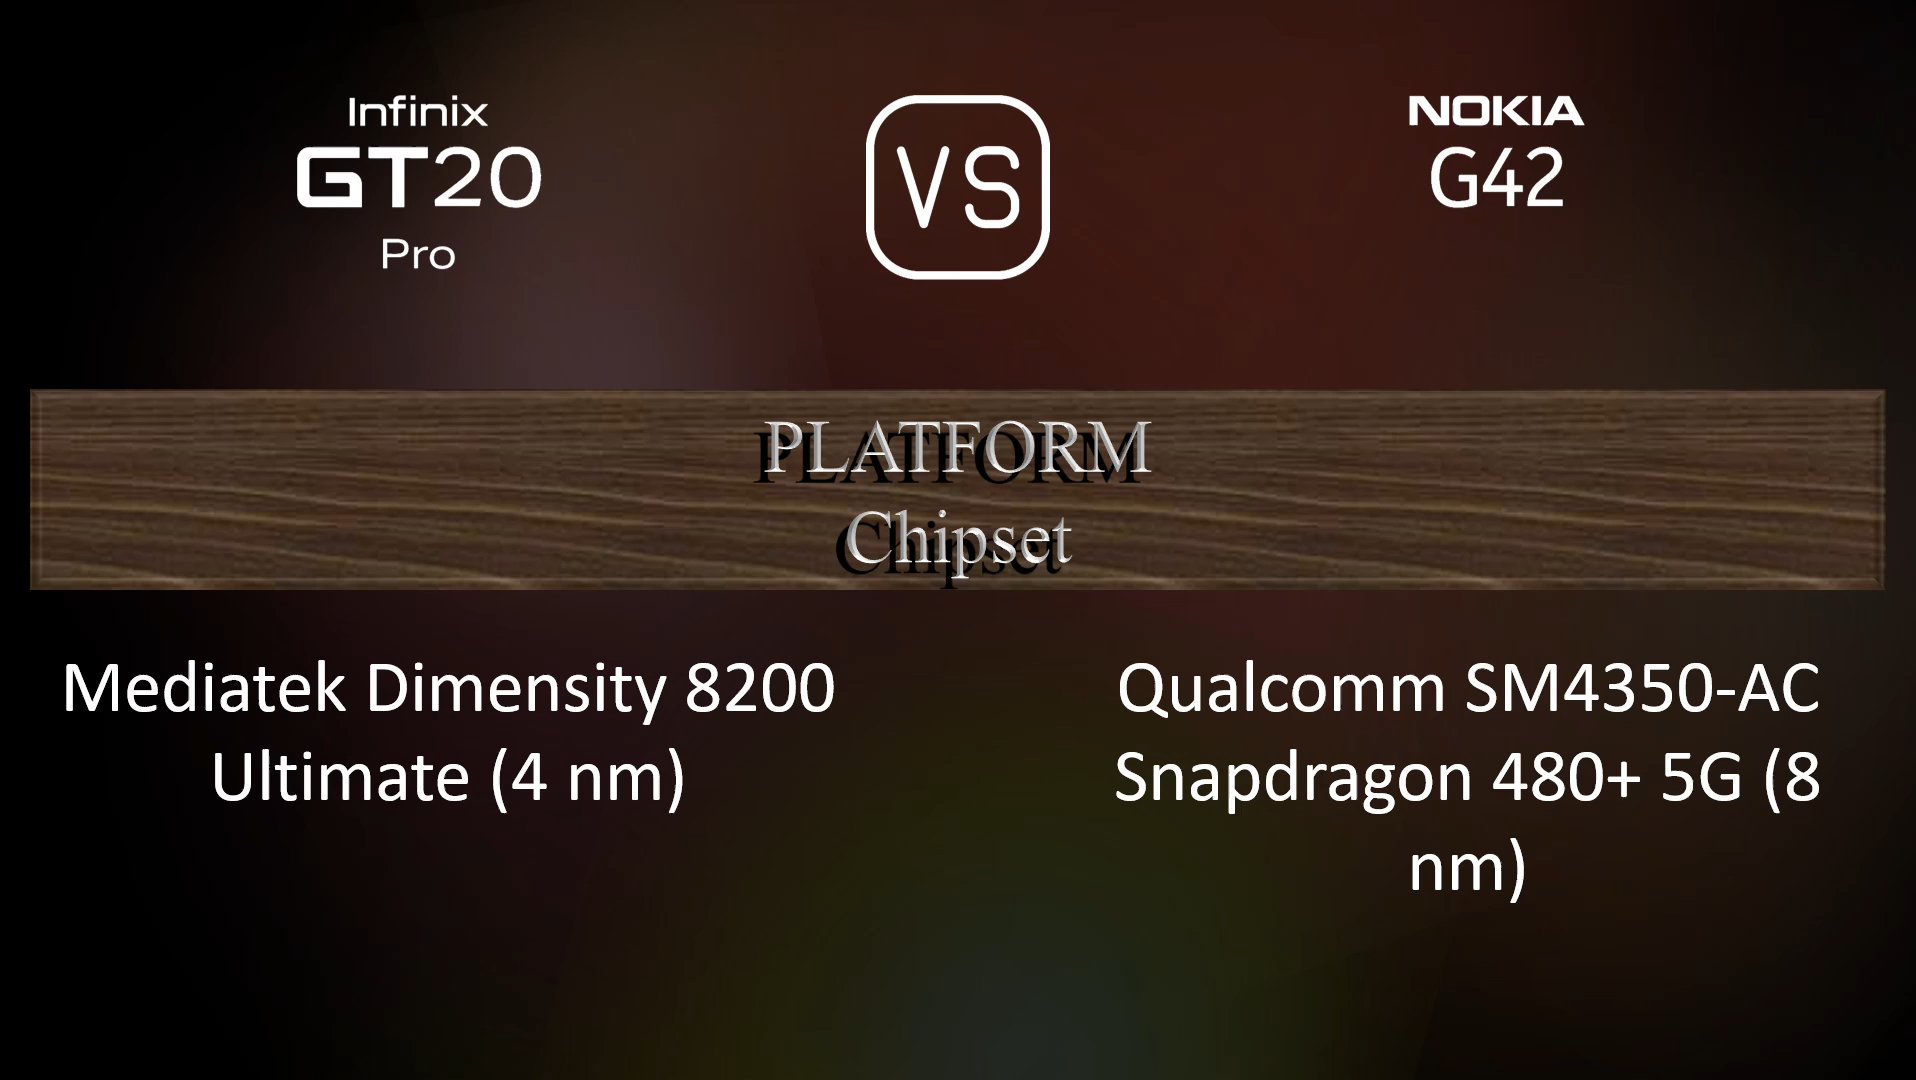 Infinix
GT20
Pro
VS
NOKIA
G42
PLATFORM
Chipset
Mediatek Dimensity 8200
Ultimate (4 nm)
Qualcomm SM4350-AC
Snapdragon 480+ 5G (8
nm)